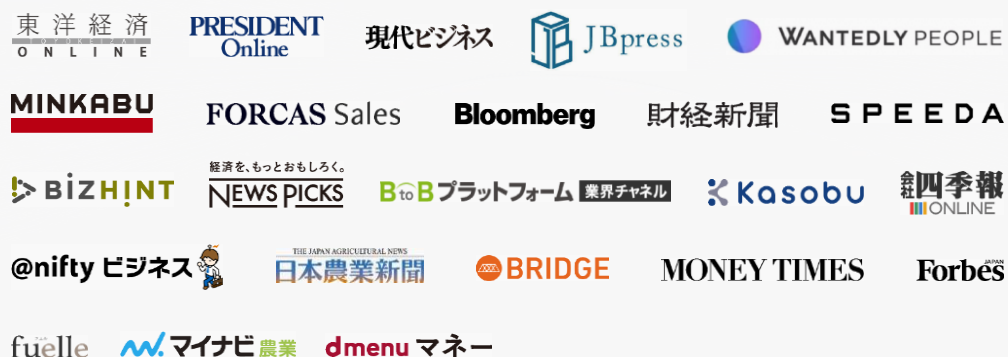 東洋経済
TOYOKEIZAI
ONLINE
PRESIDENT
Online
現代ビジネス
JBpress
WANTEDLY PEOPLE
MINKABU
FORCAS Sales
Bloomberg
財経新聞
SPEEDA
BIZHINT
経済を、もっとおもしろく。
NEWS PICKS
BtoBプラットフォーム 業界チャネル
Kasobu
会社四季報
ONLINE
@nifty ビジネス
THE JAPAN AGRICULTURAL NEWS
日本農業新聞
BRIDGE
MONEY TIMES
Forbes JAPAN
fuelle
マイナビ農業
dmenu マネー